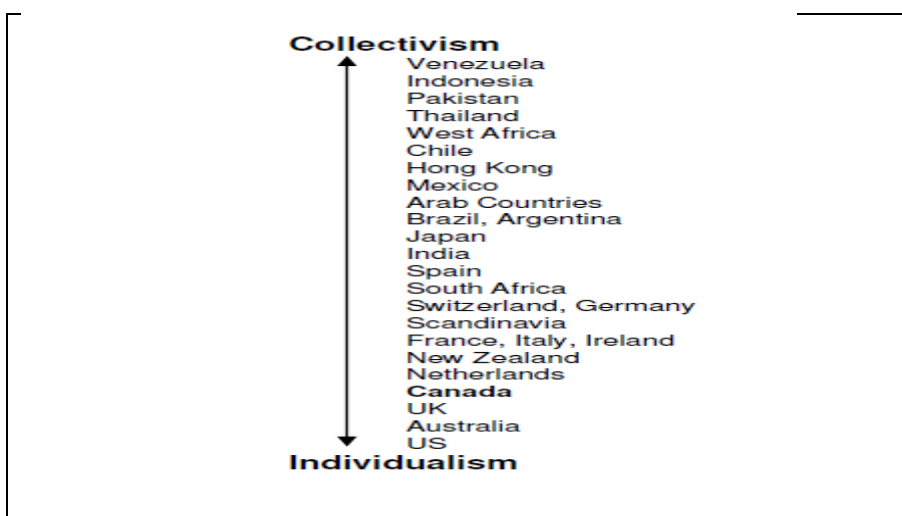 Collectivism
Venezuela
Indonesia
Pakistan
Thailand
West Africa
Chile
Hong Kong
Mexico
Arab Countries
Brazil, Argentina
Japan
India
Spain
South Africa
Switzerland, Germany
Scandinavia
France, Italy, Ireland
New Zealand
Netherlands
Canada
UK
Australia
US
Individualism